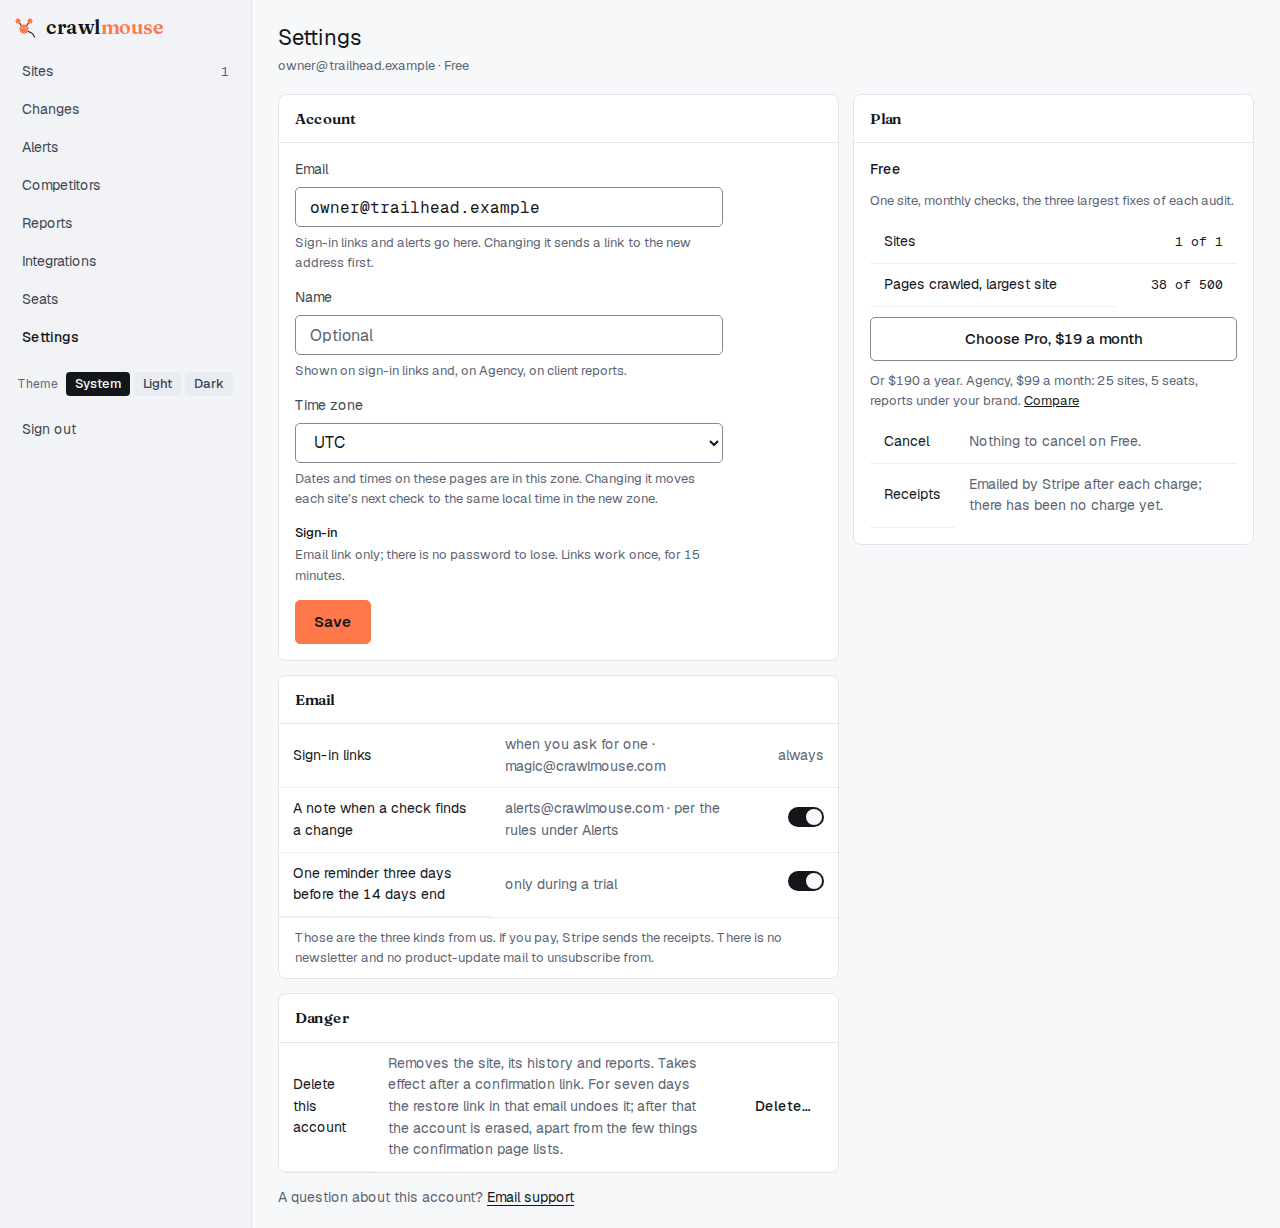 crawlmouse
Sites 1
Changes
Alerts
Competitors
Reports
Integrations
Seats
Settings
Theme System Light Dark
Sign out
Settings
owner@trailhead.example · Free
Account
Email
owner@trailhead.example
Sign-in links and alerts go here. Changing it sends a link to the new
address first.
Name
Optional
Shown on sign-in links and, on Agency, on client reports.
Time zone
UTC
Dates and times on these pages are in this zone. Changing it moves
each site's next check to the same local time in the new zone.
Sign-in
Email link only; there is no password to lose. Links work once, for 15
minutes.
Save
Email
Sign-in links
when you ask for one ·
magic@crawlmouse.com
always
A note when a check finds
a change
alerts@crawlmouse.com · per the
rules under Alerts
One reminder three days
before the 14 days end
only during a trial
Those are the three kinds from us. If you pay, Stripe sends the receipts. There is no
newsletter and no product-update mail to unsubscribe from.
Danger
Delete
this
account
Removes the site, its history and reports. Takes
effect after a confirmation link. For seven days
the restore link in that email undoes it; after that
the account is erased, apart from the few things
the confirmation page lists.
Delete…
A question about this account? Email support
Plan
Free
One site, monthly checks, the three largest fixes of each audit.
Sites 1 of 1
Pages crawled, largest site 38 of 500
Choose Pro, $19 a month
Or $190 a year. Agency, $99 a month: 25 sites, 5 seats,
reports under your brand. Compare
Cancel Nothing to cancel on Free.
Receipts
Emailed by Stripe after each charge;
there has been no charge yet.